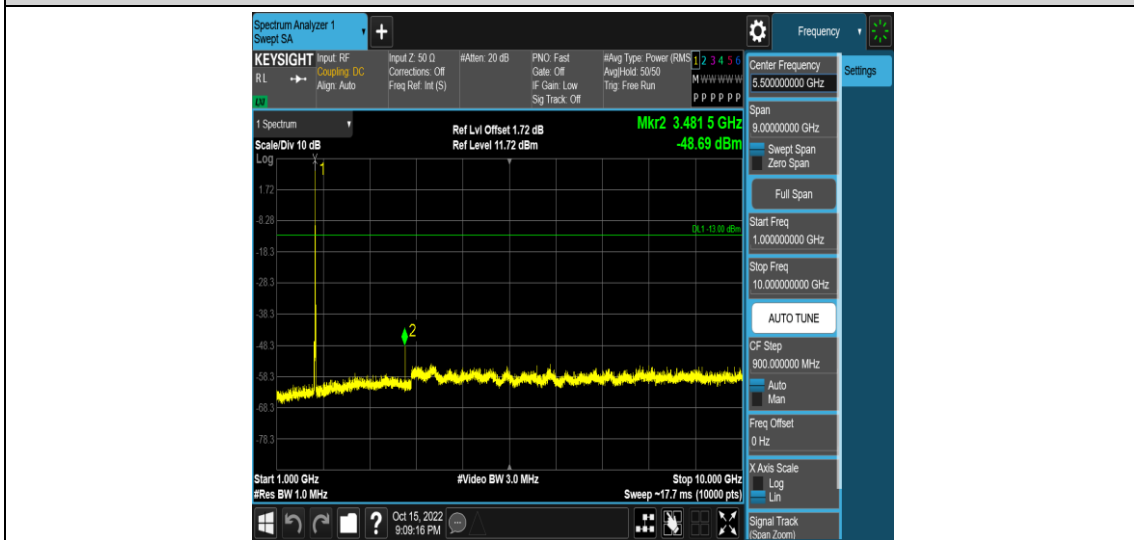 Spectrum Analyzer 1
Swept SA
+
Frequency
KEYSIGHT
RL
LXI
Input: RF
Coupling: DC
Align: Auto
Input Z: 50 Ω
Corrections: Off
Freq Ref: Int (S)
#Atten: 20 dB
PNO: Fast
Gate: Off
IF Gain: Low
Sig Track: Off
#Avg Type: Power (RMS
Avg|Hold: 50/50
Trig: Free Run
1 2 3 4 5 6
M W W W W W
P P P P P P
1 Spectrum
Scale/Div 10 dB
Log
Ref Lvl Offset 1.72 dB
Ref Level 11.72 dBm
Mkr2 3.481 5 GHz
-48.69 dBm
1
1.72
-8.28
DL1 -13.00 dBm
-18.3
-28.3
-38.3
2
-48.3
-58.3
-68.3
-78.3
Start 1.000 GHz
#Res BW 1.0 MHz
#Video BW 3.0 MHz
Stop 10.000 GHz
Sweep ~17.7 ms (10000 pts)
Center Frequency
5.500000000 GHz
Settings
Span
9.00000000 GHz
Swept Span
Zero Span
Full Span
Start Freq
1.000000000 GHz
Stop Freq
10.000000000 GHz
AUTO TUNE
CF Step
900.000000 MHz
Auto
Man
Freq Offset
0 Hz
X Axis Scale
Log
Lin
Signal Track
(Span Zoom)
?
Oct 15, 2022
9:09:16 PM